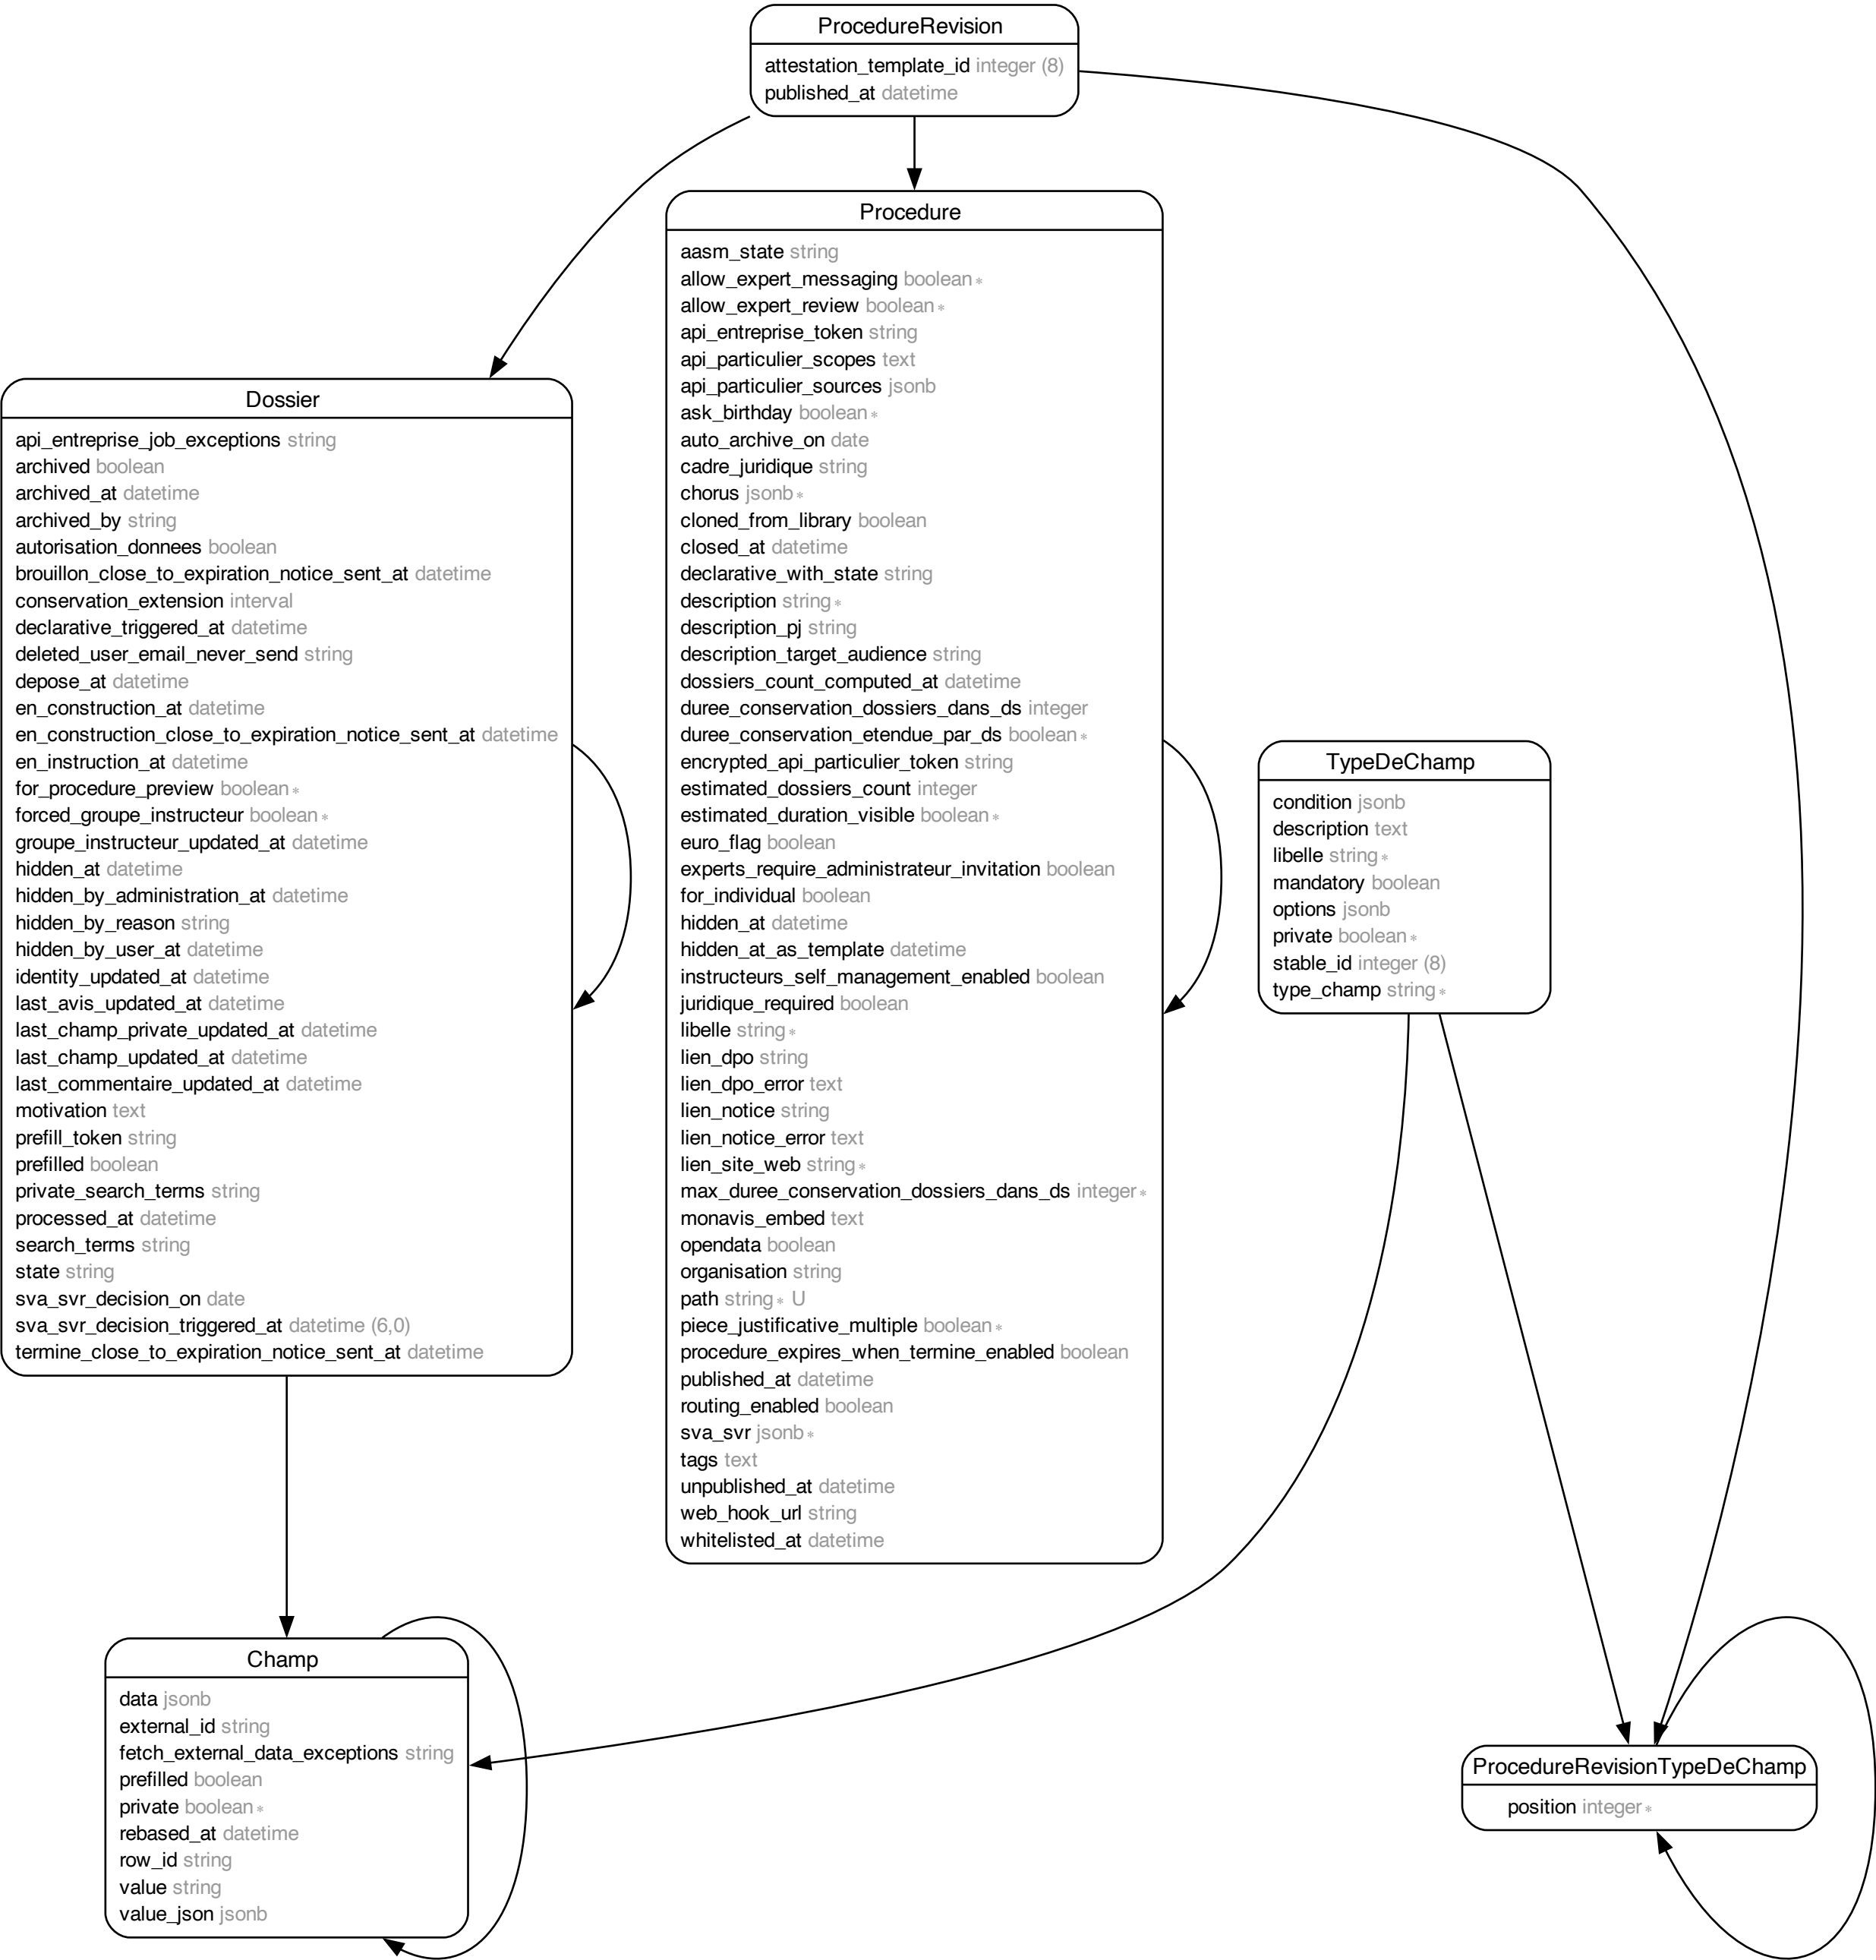 ProcedureRevision
attestation_template_id integer (8)
published_at datetime
Procedure
aasm_state string
allow_expert_messaging boolean *
allow_expert_review boolean *
api_entreprise_token string
api_particulier_scopes text
api_particulier_sources jsonb
ask_birthday boolean *
auto_archive_on date
cadre_juridique string
chorus jsonb *
cloned_from_library boolean
closed_at datetime
declarative_with_state string
description string *
description_pj string
description_target_audience string
dossiers_count_computed_at datetime
duree_conservation_dossiers_dans_ds integer
duree_conservation_etendue_par_ds boolean *
encrypted_api_particulier_token string
estimated_dossiers_count integer
estimated_duration_visible boolean *
euro_flag boolean
experts_require_administrateur_invitation boolean
for_individual boolean
hidden_at datetime
hidden_at_as_template datetime
instructeurs_self_management_enabled boolean
juridique_required boolean
libelle string *
lien_dpo string
lien_dpo_error text
lien_notice string
lien_notice_error text
lien_site_web string *
max_duree_conservation_dossiers_dans_ds integer *
monavis_embed text
opendata boolean
organisation string
path string * U
piece_justificative_multiple boolean *
procedure_expires_when_termine_enabled boolean
published_at datetime
routing_enabled boolean
sva_svr jsonb *
tags text
unpublished_at datetime
web_hook_url string
whitelisted_at datetime
Dossier
api_entreprise_job_exceptions string
archived boolean
archived_at datetime
archived_by string
autorisation_donnees boolean
brouillon_close_to_expiration_notice_sent_at datetime
conservation_extension interval
declarative_triggered_at datetime
deleted_user_email_never_send string
depose_at datetime
en_construction_at datetime
en_construction_close_to_expiration_notice_sent_at datetime
en_instruction_at datetime
for_procedure_preview boolean *
forced_groupe_instructeur boolean *
groupe_instructeur_updated_at datetime
hidden_at datetime
hidden_by_administration_at datetime
hidden_by_reason string
hidden_by_user_at datetime
identity_updated_at datetime
last_avis_updated_at datetime
last_champ_private_updated_at datetime
last_champ_updated_at datetime
last_commentaire_updated_at datetime
motivation text
prefill_token string
prefilled boolean
private_search_terms string
processed_at datetime
search_terms string
state string
sva_svr_decision_on date
sva_svr_decision_triggered_at datetime (6,0)
termine_close_to_expiration_notice_sent_at datetime
TypeDeChamp
condition jsonb
description text
libelle string *
mandatory boolean
options jsonb
private boolean *
stable_id integer (8)
type_champ string *
Champ
data jsonb
external_id string
fetch_external_data_exceptions string
prefilled boolean
private boolean *
rebased_at datetime
row_id string
value string
value_json jsonb
ProcedureRevisionTypeDeChamp
position integer *